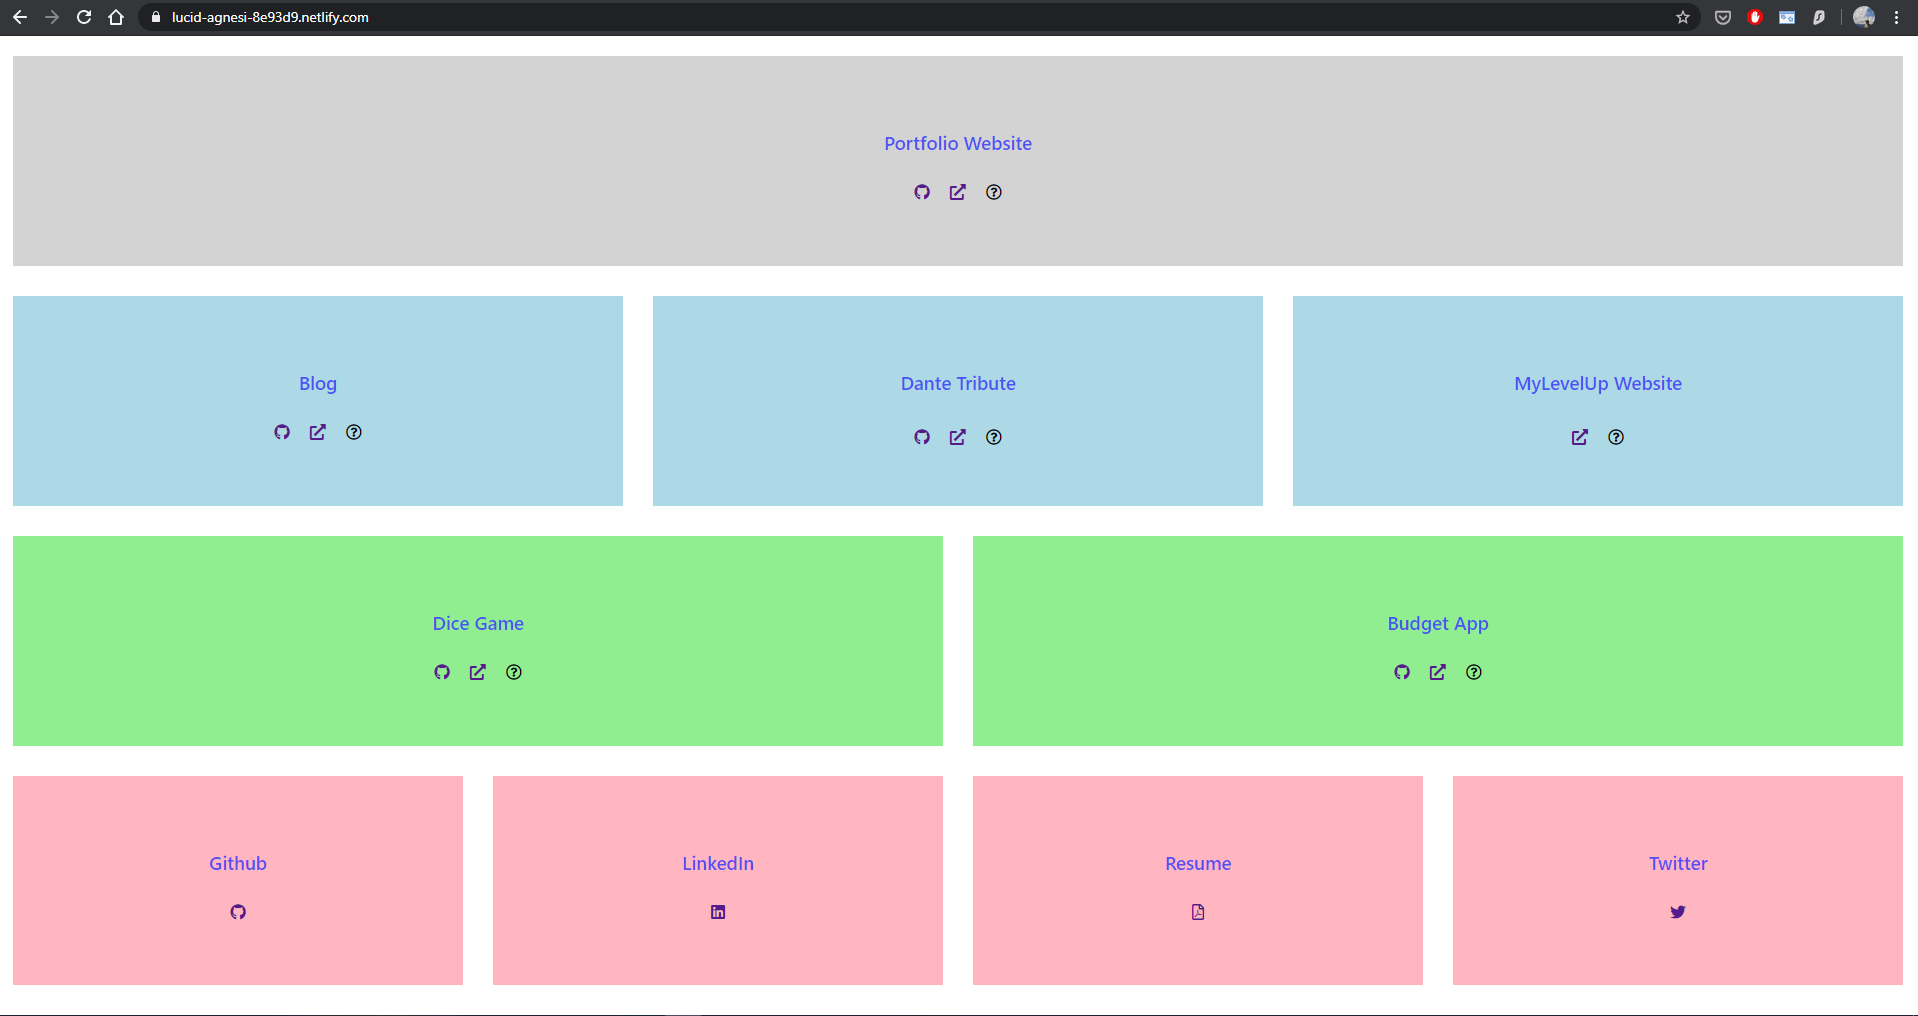 lucid-agnesi-8e93d9.netlify.com
Portfolio Website
Blog
Dante Tribute
MyLevelUp Website
Dice Game
Budget App
Github
LinkedIn
Resume
Twitter